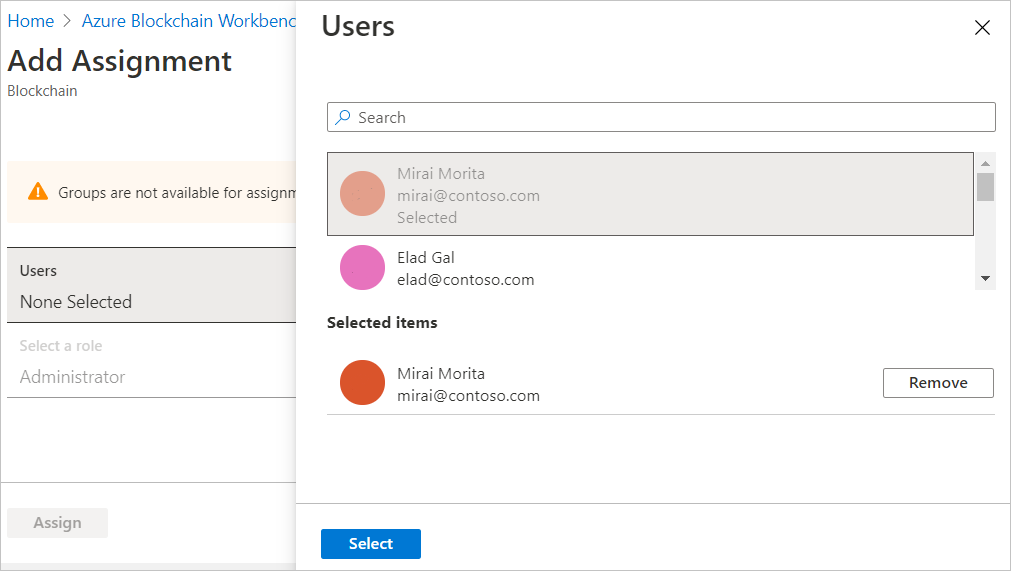 Home > Azure Blockchain Workbenc
Add Assignment
Blockchain
Groups are not available for assignm
Users
None Selected
Select a role
Administrator
Assign
Users
Search
Mirai Morita
mirai@contoso.com
Selected
Elad Gal
elad@contoso.com
Selected items
Mirai Morita
mirai@contoso.com
Remove
Select